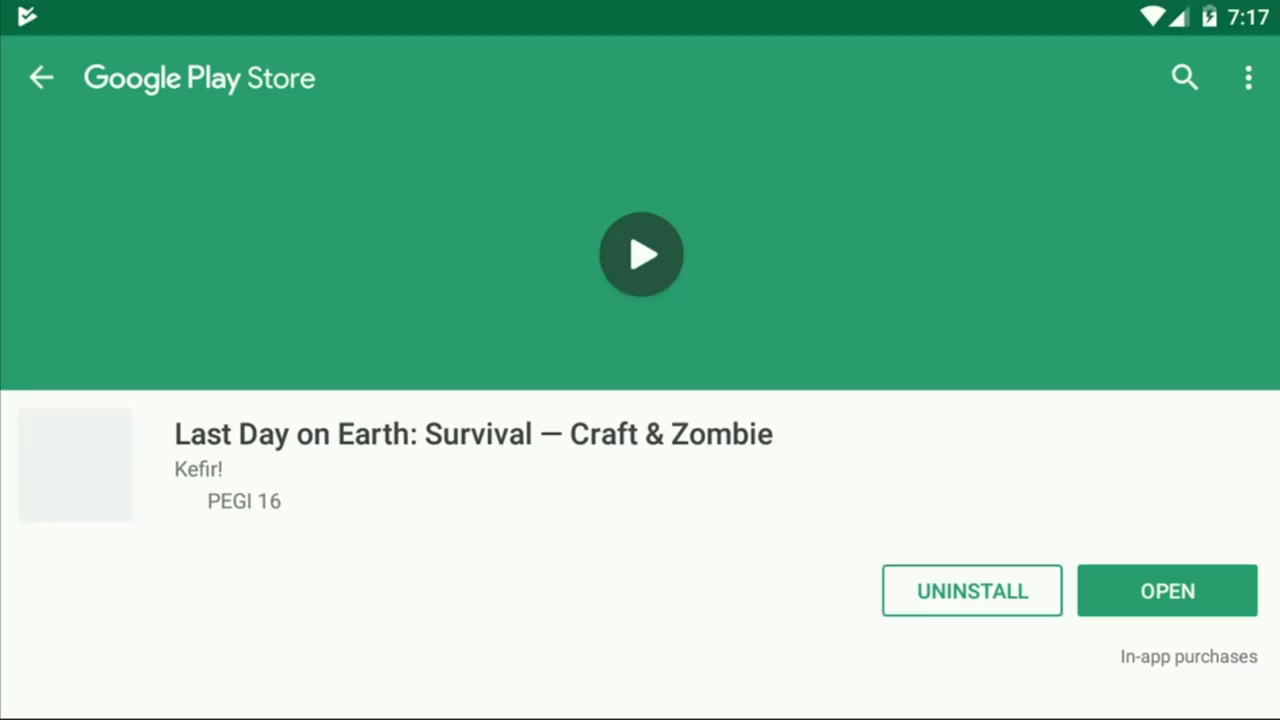 7:17
Google Play Store
Last Day on Earth: Survival — Craft & Zombie
Kefir!
PEGI 16
UNINSTALL
OPEN
In-app purchases